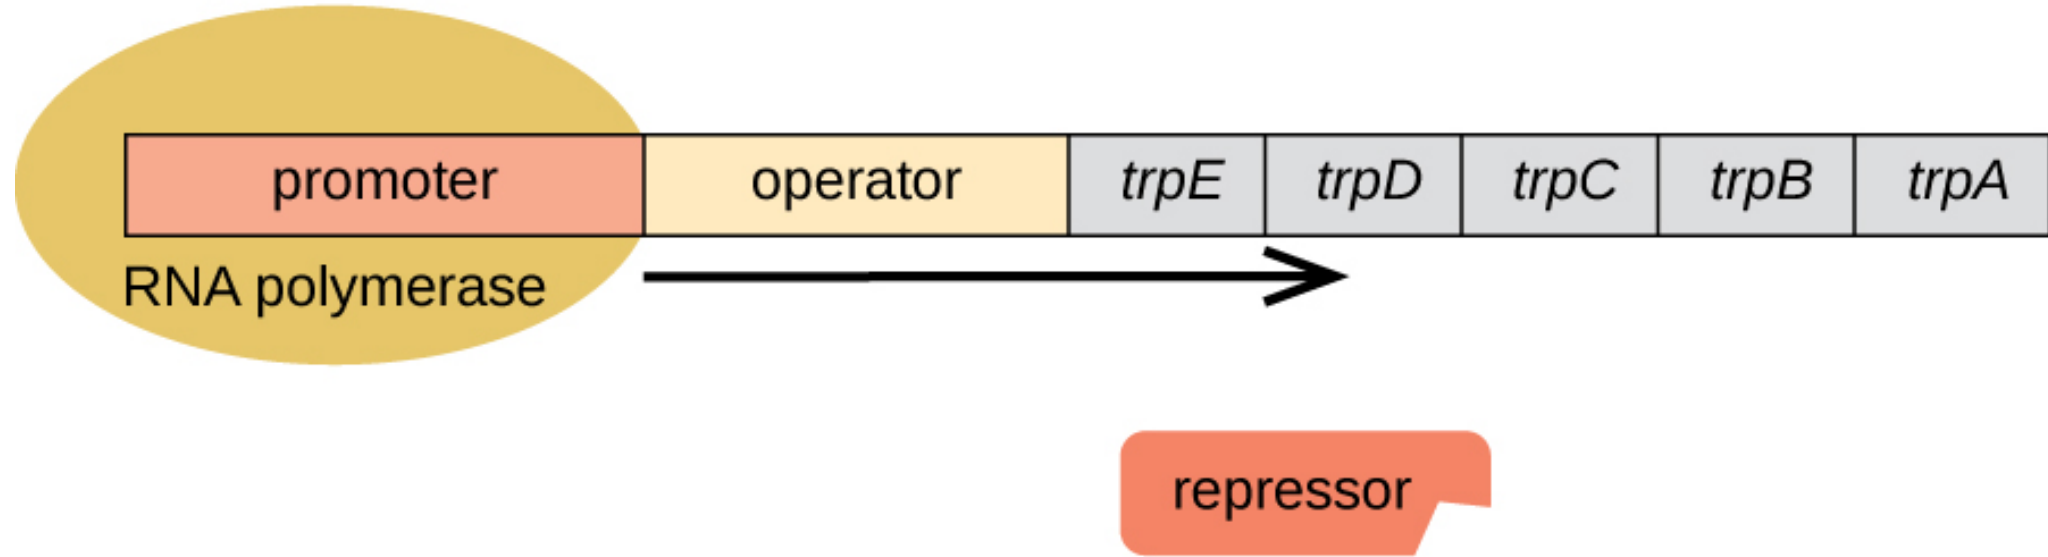 promoter operator trpE trpD trpC trpB trpA
RNA polymerase
repressor